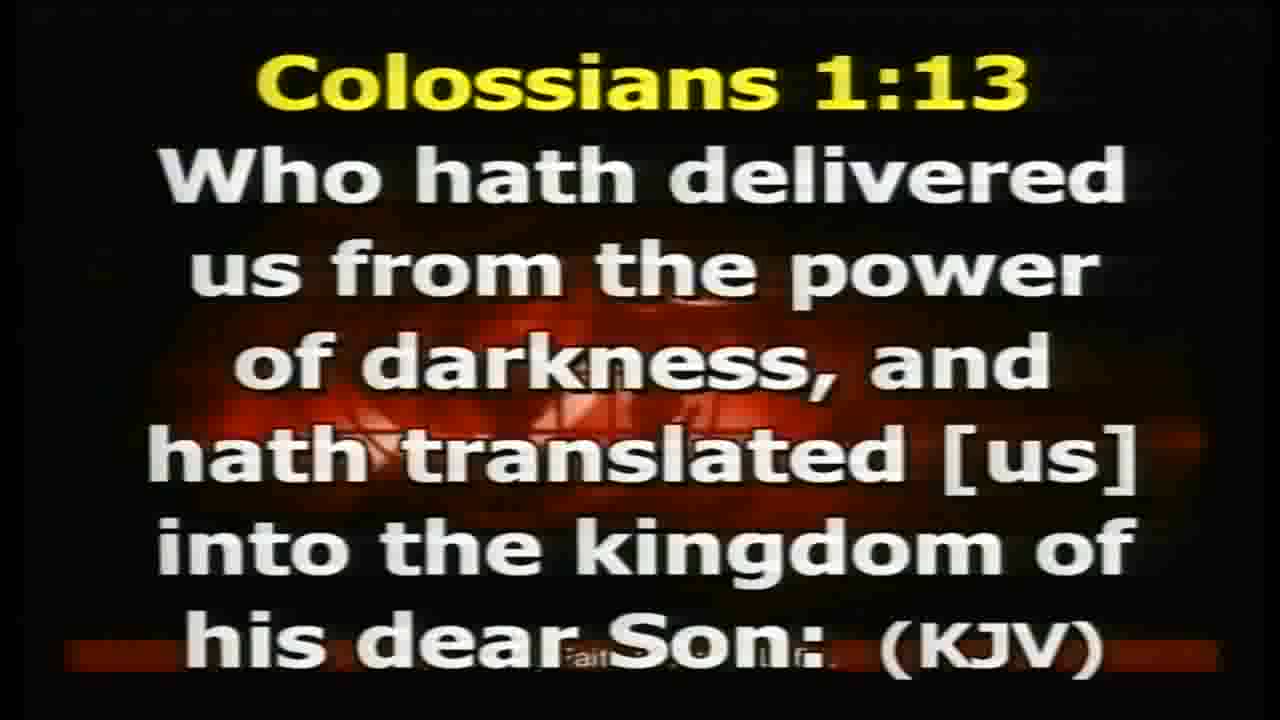 Colossians 1:13
Who hath delivered
us from the power
of darkness, and
hath translated [us]
into the kingdom of
his dear Son: (KJV)